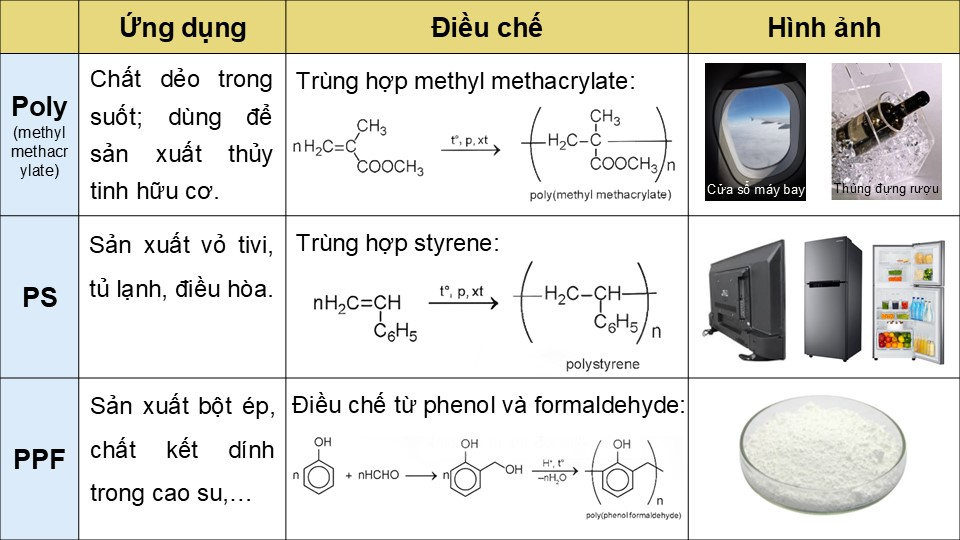 Ứng dụng
Điều chế
Hình ảnh
Poly
(methyl
methacr
ylate)
Chất dẻo trong
suốt; dùng để
sản xuất thủy
tinh hữu cơ.
Trùng hợp methyl methacrylate:
CH₃
nH₂C=C
COOCH₃
t°, p, xt
CH₃
H₂C–C
COOCH₃
n
poly(methyl methacrylate)
Cửa sổ máy bay
Thùng đựng rượu
PS
Sản xuất vỏ tivi,
tủ lạnh, điều hòa.
Trùng hợp styrene:
nH₂C=CH
C₆H₅
t°, p, xt
H₂C–CH
C₆H₅
n
polystyrene
PPF
Sản xuất bột ép,
chất kết dính
trong cao su,…
Điều chế từ phenol và formaldehyde:
OH
n
+ nHCHO
OH
n
OH
H⁺, t°
–nH₂O
OH
n
poly(phenol formaldehyde)